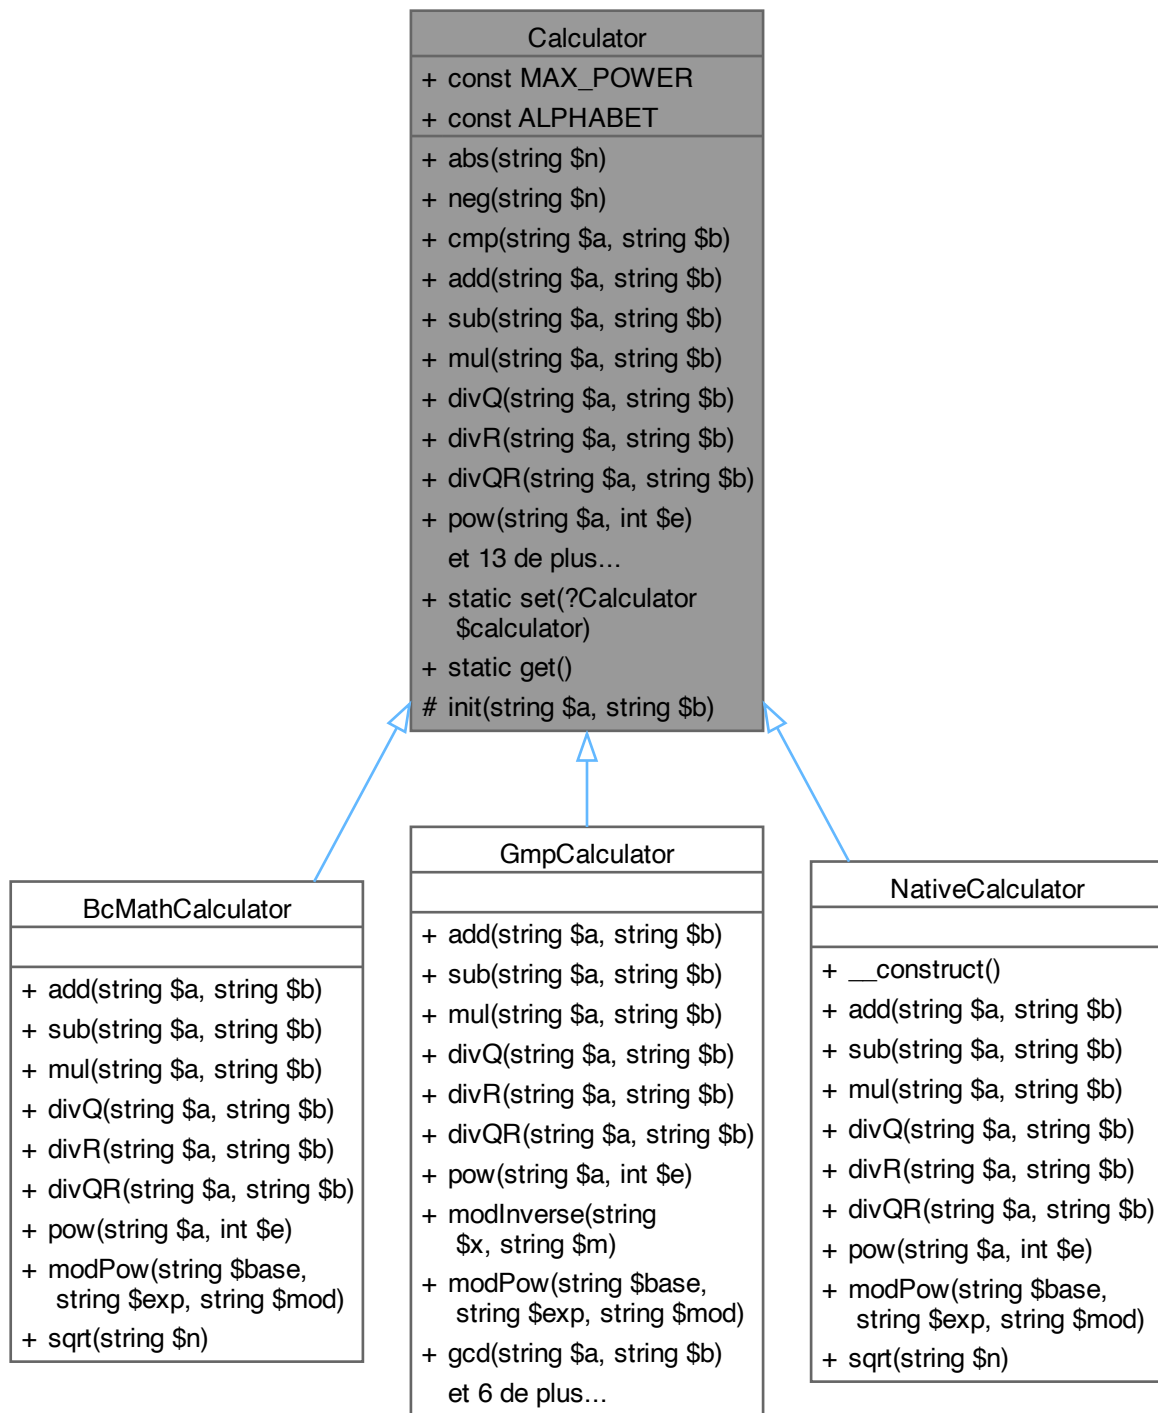 Calculator
+ const MAX_POWER
+ const ALPHABET
+ abs(string $n)
+ neg(string $n)
+ cmp(string $a, string $b)
+ add(string $a, string $b)
+ sub(string $a, string $b)
+ mul(string $a, string $b)
+ divQ(string $a, string $b)
+ divR(string $a, string $b)
+ divQR(string $a, string $b)
+ pow(string $a, int $e)
et 13 de plus...
+ static set(?Calculator
$calculator)
+ static get()
# init(string $a, string $b)
BcMathCalculator
+ add(string $a, string $b)
+ sub(string $a, string $b)
+ mul(string $a, string $b)
+ divQ(string $a, string $b)
+ divR(string $a, string $b)
+ divQR(string $a, string $b)
+ pow(string $a, int $e)
+ modPow(string $base,
string $exp, string $mod)
+ sqrt(string $n)
GmpCalculator
+ add(string $a, string $b)
+ sub(string $a, string $b)
+ mul(string $a, string $b)
+ divQ(string $a, string $b)
+ divR(string $a, string $b)
+ divQR(string $a, string $b)
+ pow(string $a, int $e)
+ modInverse(string
$x, string $m)
+ modPow(string $base,
string $exp, string $mod)
+ gcd(string $a, string $b)
et 6 de plus...
NativeCalculator
+ __construct()
+ add(string $a, string $b)
+ sub(string $a, string $b)
+ mul(string $a, string $b)
+ divQ(string $a, string $b)
+ divR(string $a, string $b)
+ divQR(string $a, string $b)
+ pow(string $a, int $e)
+ modPow(string $base,
string $exp, string $mod)
+ sqrt(string $n)